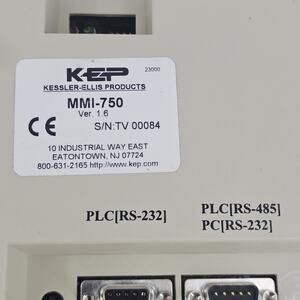 KEP
23000
KESSLER-ELLIS PRODUCTS
MMI-750
Ver. 1.6
CE S/N:TV 00084
10 INDUSTRIAL WAY EAST
EATONTOWN, NJ 07724
800-631-2165 http://www.kep.com
PLC[RS-232]
PLC[RS-485]
PC[RS-232]